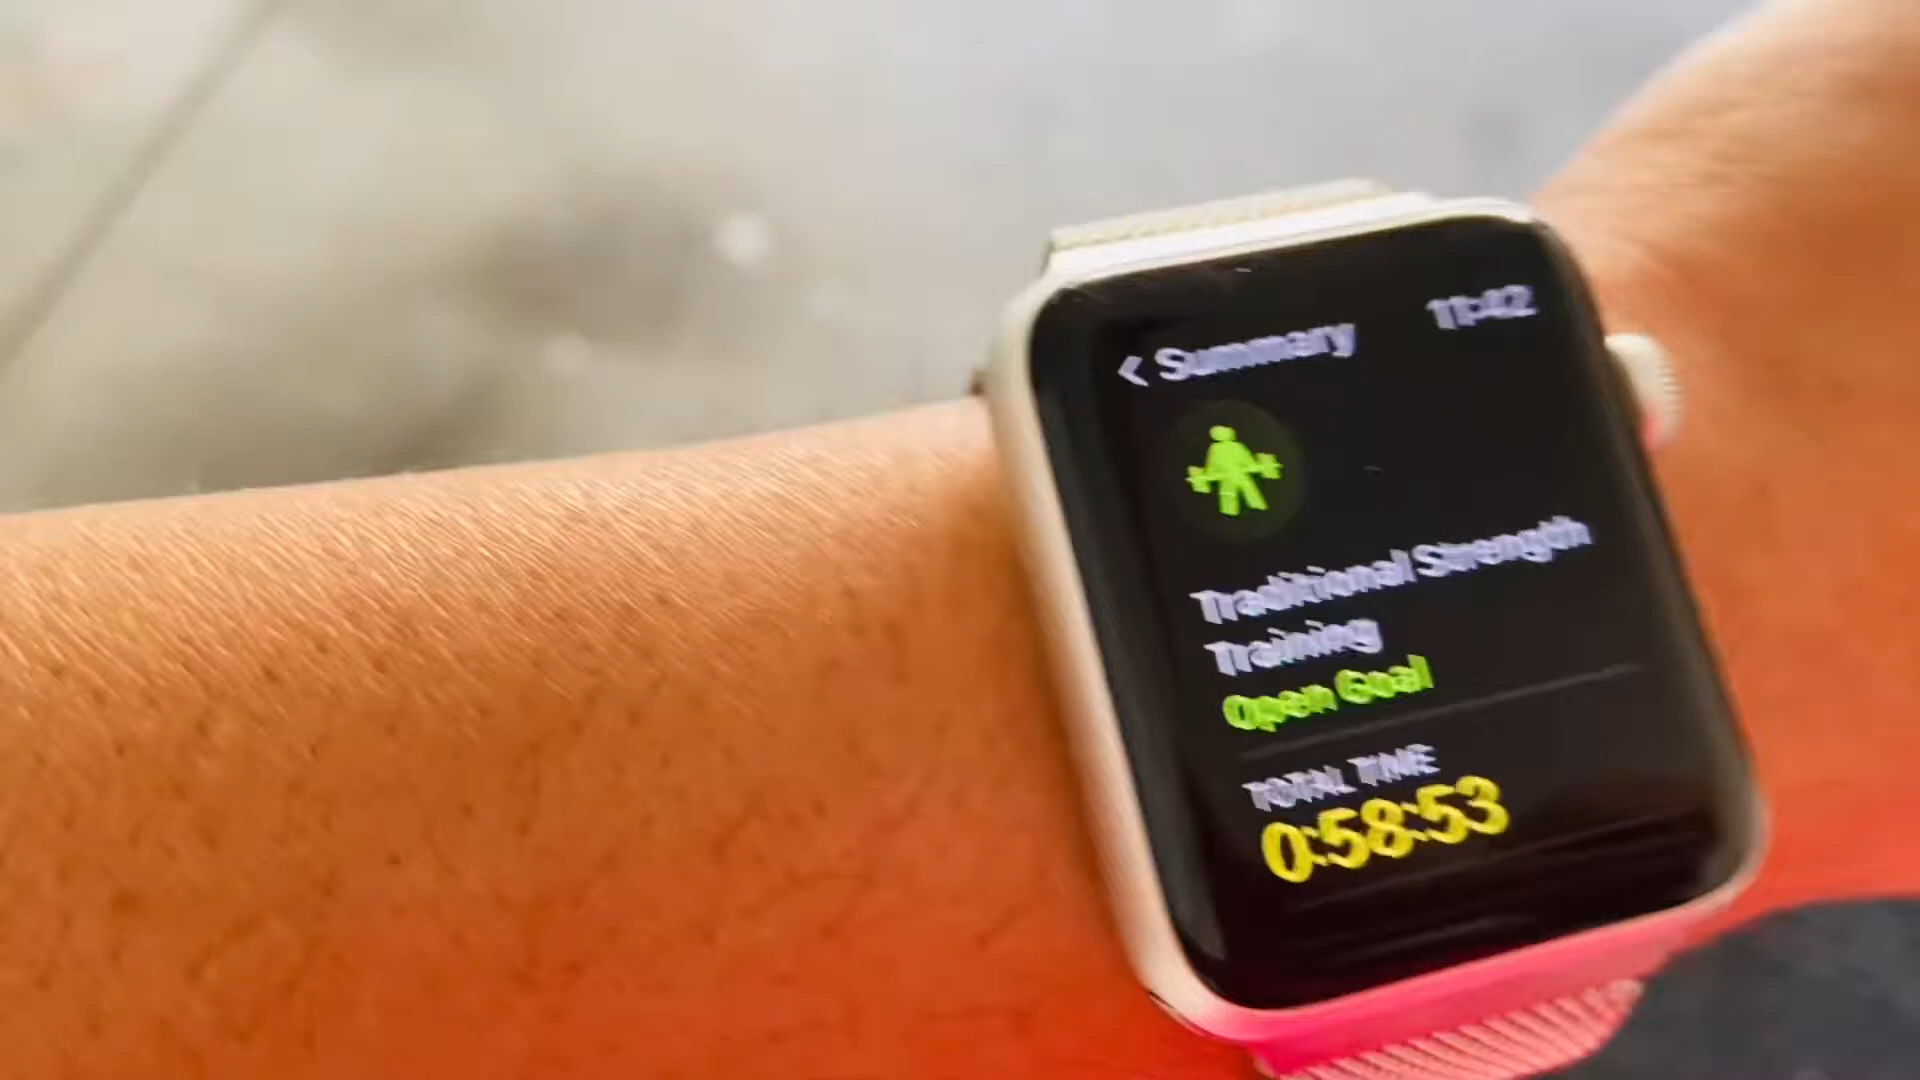 11:42
< Summary
Traditional Strength
Training
Open Goal
TOTAL TIME
0:58:53